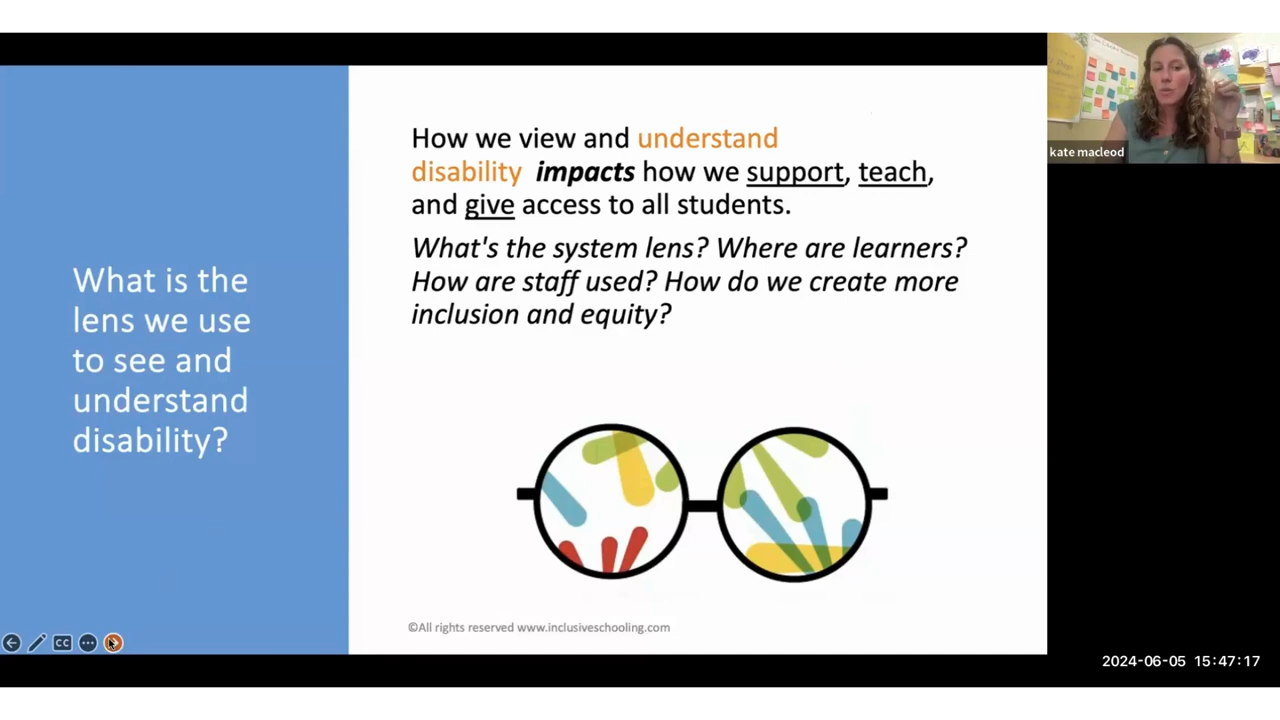 What is the
lens we use
to see and
understand
disability?
How we view and understand
disability impacts how we support, teach,
and give access to all students.
What's the system lens? Where are learners?
How are staff used? How do we create more
inclusion and equity?
©All rights reserved www.inclusiveschooling.com
CC
kate macleod
2024-06-05 15:47:17